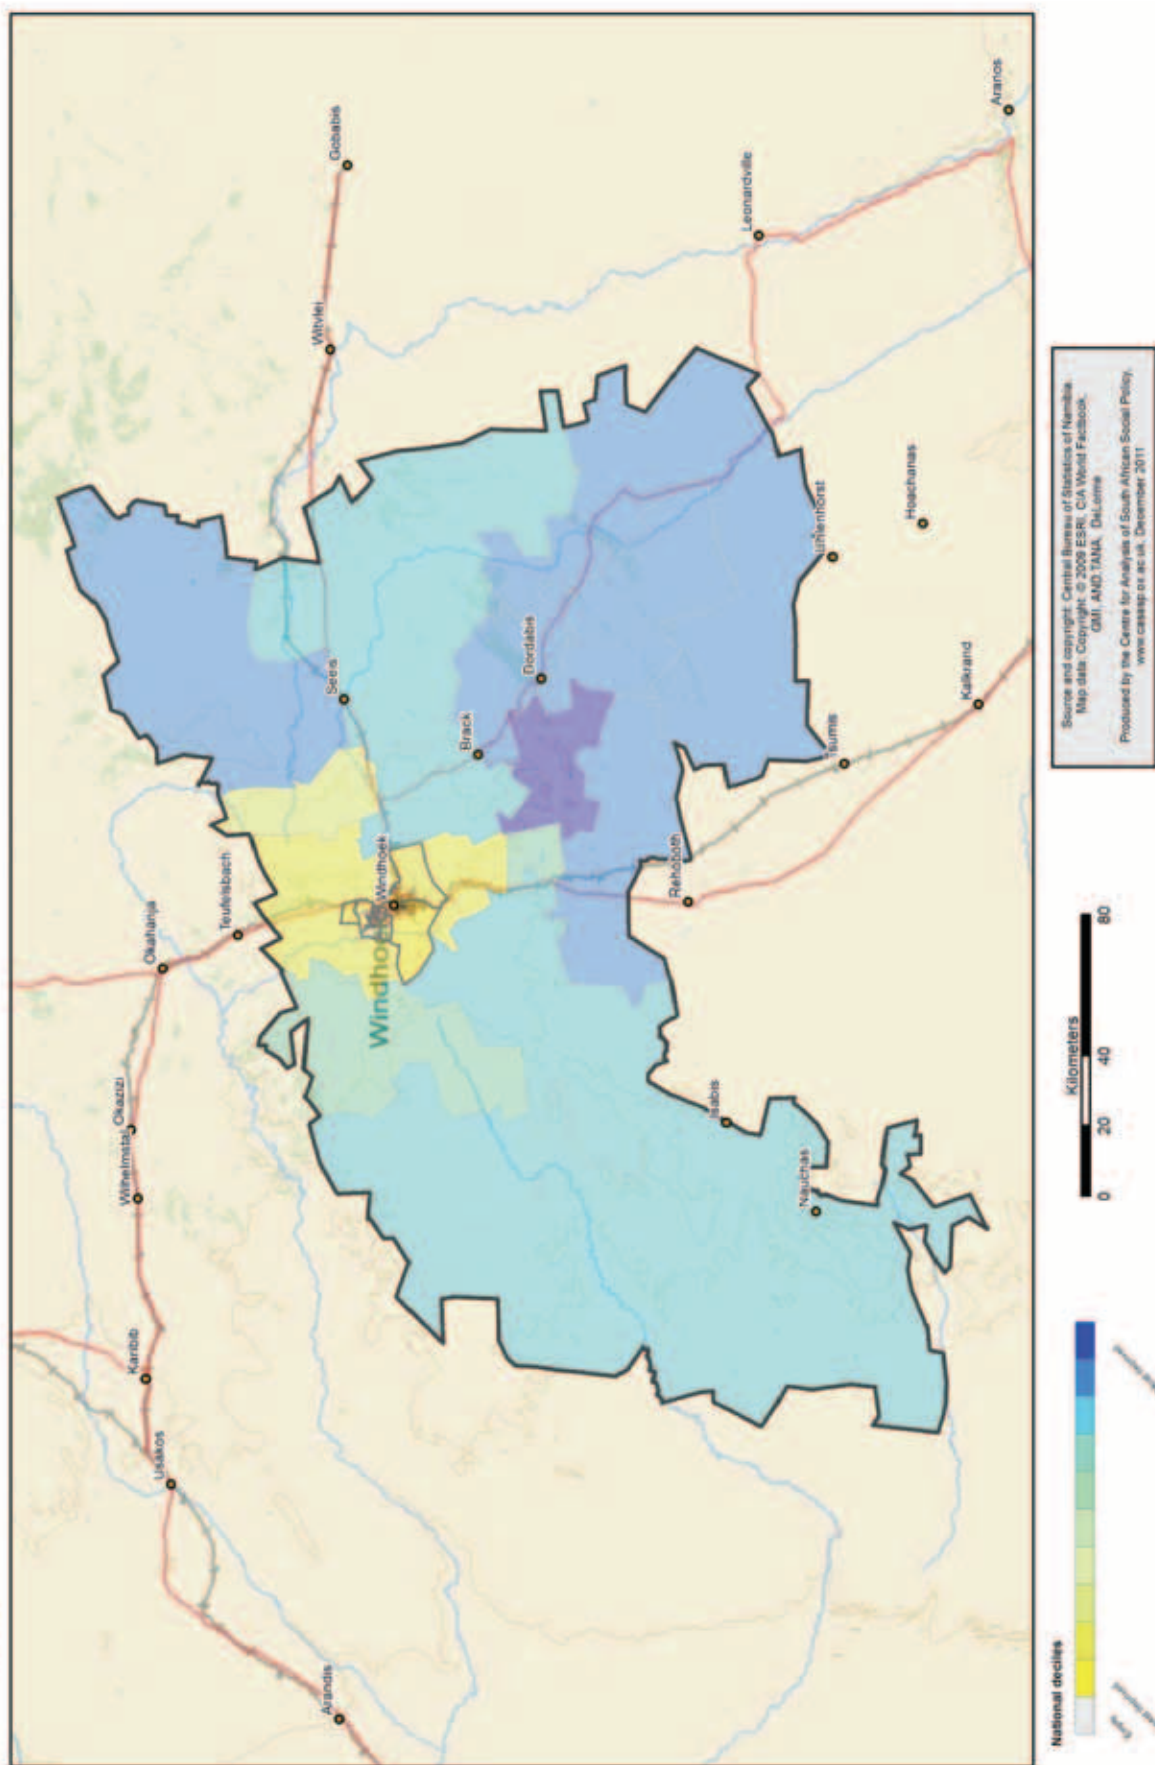 Aranos
Gobabis
Leonardville
Witvlei
Hoachanas
Uhlenhorst
Seeis
Dordabis
Kalkrand
Brack
Tsumis
Windhoek
Rehoboth
Teufelsbach
Okahanja
Windhoek
Okazizi
Isabis
Wilhelmstal
Nauchas
Karibib
Usakos
Arandis
National deciles
Kilometers
0 20 40 80
Source and copyright: Central Bureau of Statistics of Namibia.
Map data: Copyright: © 2009 ESRI, CIA World Factbook,
GMI, AND,TANA, DeLorme
Produced by the Centre for Analysis of South African Social Policy,
www.casasp.ox.ac.uk. December 2011